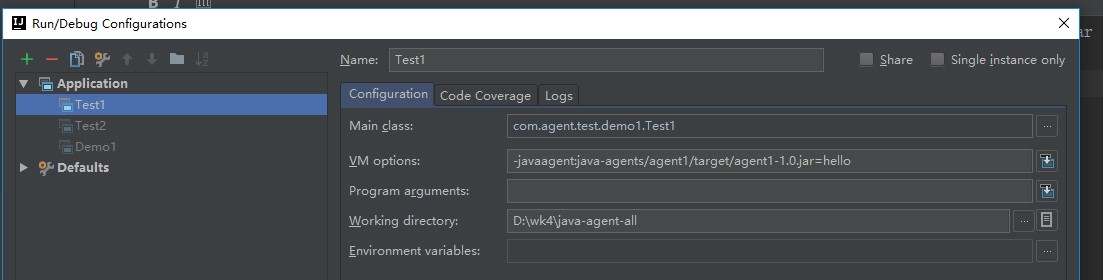 B I
Run/Debug Configurations
ar
Name: Test1 Share Single instance only
Application
Test1
Test2
Demo1
Defaults
Configuration Code Coverage Logs
Main class: com.agent.test.demo1.Test1 ...
VM options: -javaagent:java-agents/agent1/target/agent1-1.0.jar=hello
Program arguments:
Working directory: D:\wk4\java-agent-all ...
Environment variables: ...